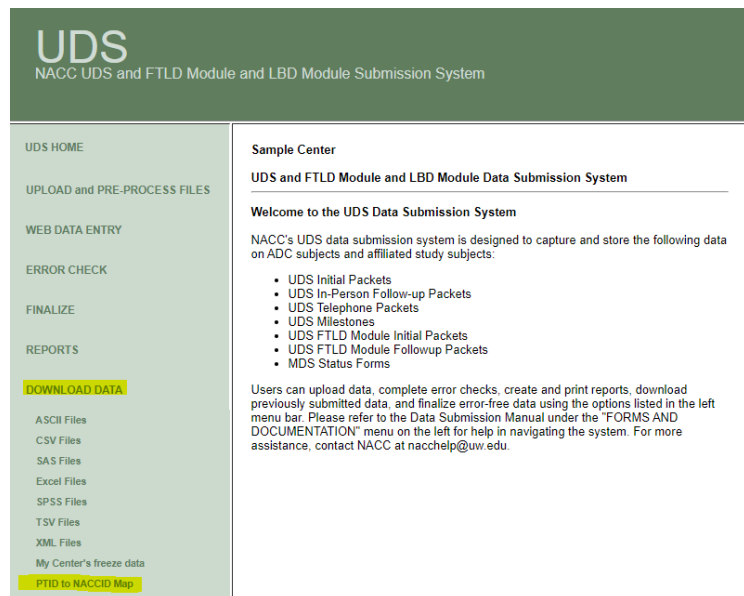 UDS
NACC UDS and FTLD Module and LBD Module Submission System
UDS HOME
UPLOAD and PRE-PROCESS FILES
WEB DATA ENTRY
ERROR CHECK
FINALIZE
REPORTS
DOWNLOAD DATA
ASCII Files
CSV Files
SAS Files
Excel Files
SPSS Files
TSV Files
XML Files
My Center's freeze data
PTID to NACCID Map
Sample Center
UDS and FTLD Module and LBD Module Data Submission System
Welcome to the UDS Data Submission System
NACC's UDS data submission system is designed to capture and store the following data
on ADC subjects and affiliated study subjects:
• UDS Initial Packets
• UDS In-Person Follow-up Packets
• UDS Telephone Packets
• UDS Milestones
• UDS FTLD Module Initial Packets
• UDS FTLD Module Followup Packets
• MDS Status Forms
Users can upload data, complete error checks, create and print reports, download
previously submitted data, and finalize error-free data using the options listed in the left
menu bar. Please refer to the Data Submission Manual under the "FORMS AND
DOCUMENTATION" menu on the left for help in navigating the system. For more
assistance, contact NACC at nacchelp@uw.edu.